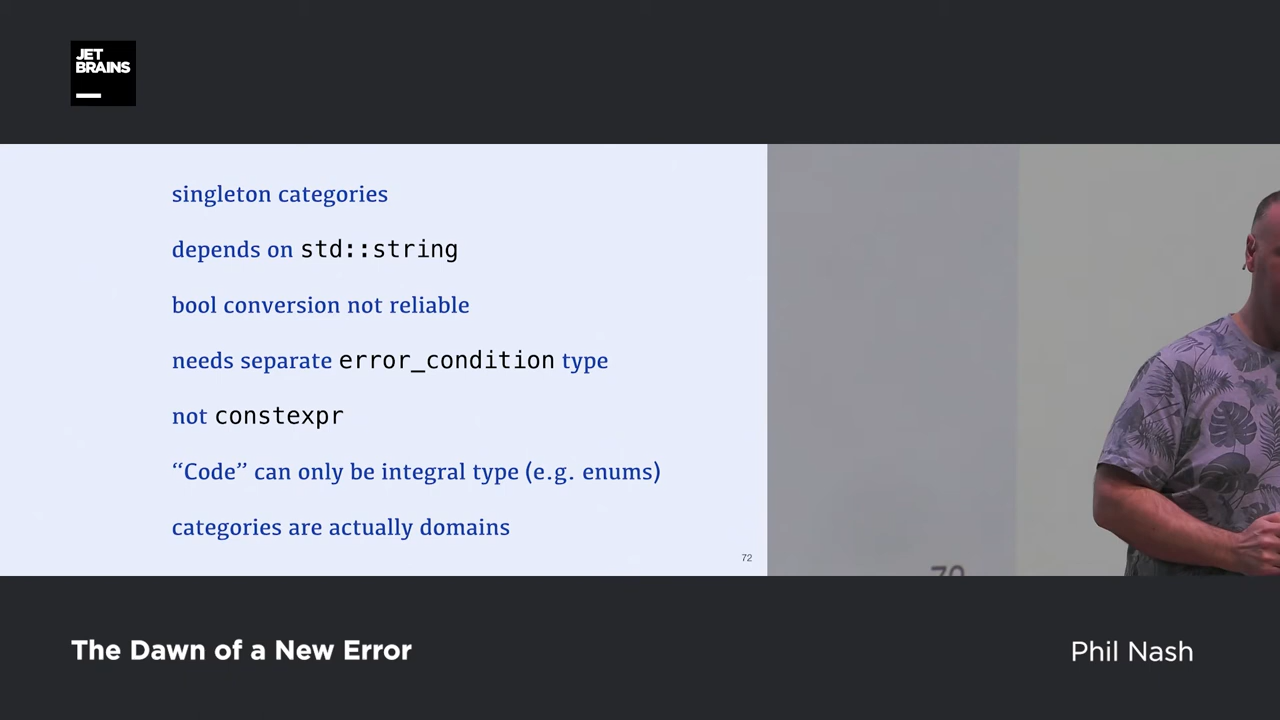 JET
BRAINS
singleton categories
depends on std::string
bool conversion not reliable
needs separate error_condition type
not constexpr
“Code” can only be integral type (e.g. enums)
categories are actually domains
72
The Dawn of a New Error
Phil Nash